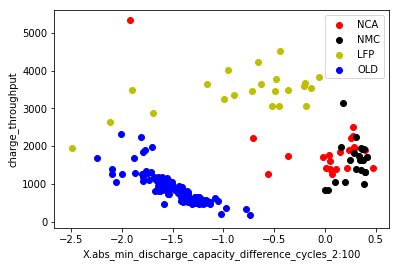 NCA
NMC
LFP
OLD
5000
4000
3000
2000
1000
0
charge_throughput
−2.5 −2.0 −1.5 −1.0 −0.5 0.0 0.5
X.abs_min_discharge_capacity_difference_cycles_2:100